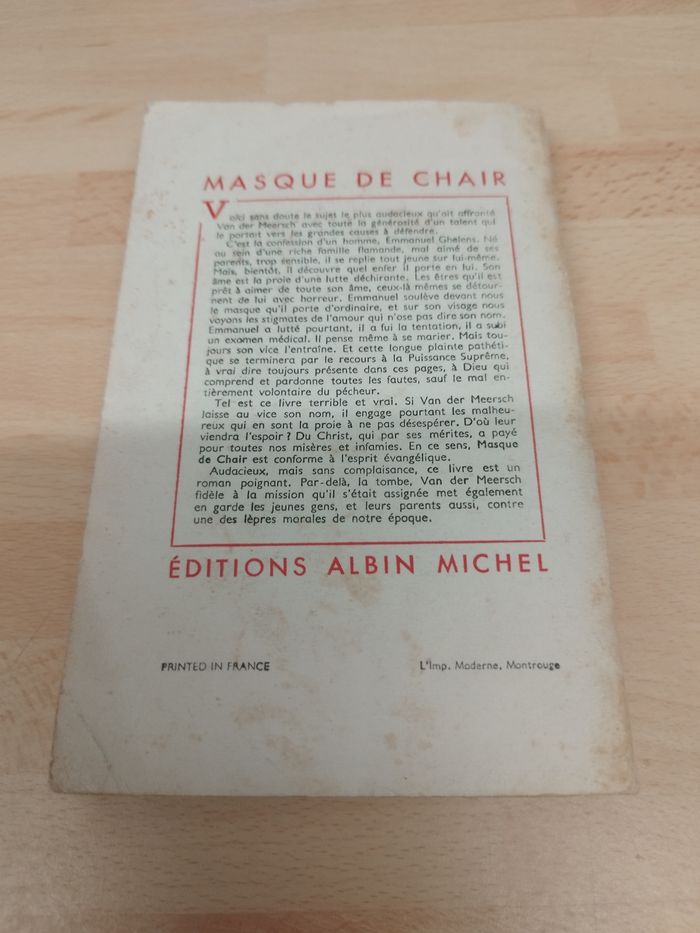 MASQUE DE CHAIR
Voici sans doute le sujet le plus audacieux qu'ait affronté
Van der Meersch avec toute la générosité d'un talent qui
le portait vers les grandes causes à défendre.
C'est la confession d'un homme, Emmanuel Ghelens. Né
au sein d'une riche famille flamande, mal aimé de ses
parents, trop sensible, il se replie tout jeune sur lui-même.
Mais, bientôt, il découvre quel enfer il porte en lui. Son
âme est la proie d'une lutte déchirante. Les êtres qu'il est
prêt à aimer de toute son âme, ceux-là mêmes se détour-
nent de lui avec horreur. Emmanuel soulève devant nous
le masque qu'il porte d'ordinaire, et sur son visage nous
voyons les stigmates de l'amour qui n'ose pas dire son nom.
Emmanuel a lutté pourtant, il a fui la tentation, il a subi
un examen médical. Il pense même à se marier. Mais tou-
jours son vice l'entraîne. Et cette longue plainte pathéti-
que se terminera par le recours à la Puissance Suprême,
à vrai dire toujours présente dans ces pages, à Dieu qui
comprend et pardonne toutes les fautes, sauf le mal en-
tièrement volontaire du pécheur.
Tel est ce livre terrible et vrai. Si Van der Meersch
laisse au vice son nom, il engage pourtant les malheu-
reux qui en sont la proie à ne pas désespérer. D'où leur
viendra l'espoir ? Du Christ, qui par ses mérites, a payé
pour toutes nos misères et infamies. En ce sens, Masque
de Chair est conforme à l'esprit évangélique.
Audacieux, mais sans complaisance, ce livre est un
roman poignant. Par-delà, la tombe, Van der Meersch
fidèle à la mission qu'il s'était assignée met également
en garde les jeunes gens, et leurs parents aussi, contre
une des lèpres morales de notre époque.
ÉDITIONS ALBIN MICHEL
PRINTED IN FRANCE
L'Imp. Moderne, Montrouge